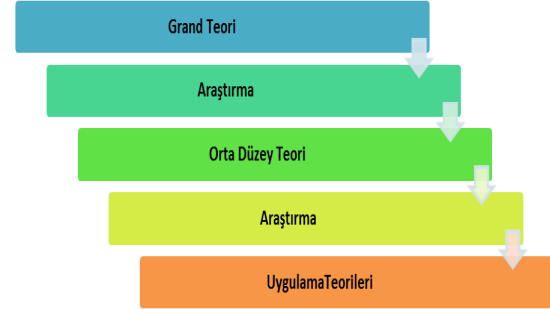 Grand Teori
Araştırma
Orta Düzey Teori
Araştırma
UygulamaTeorileri